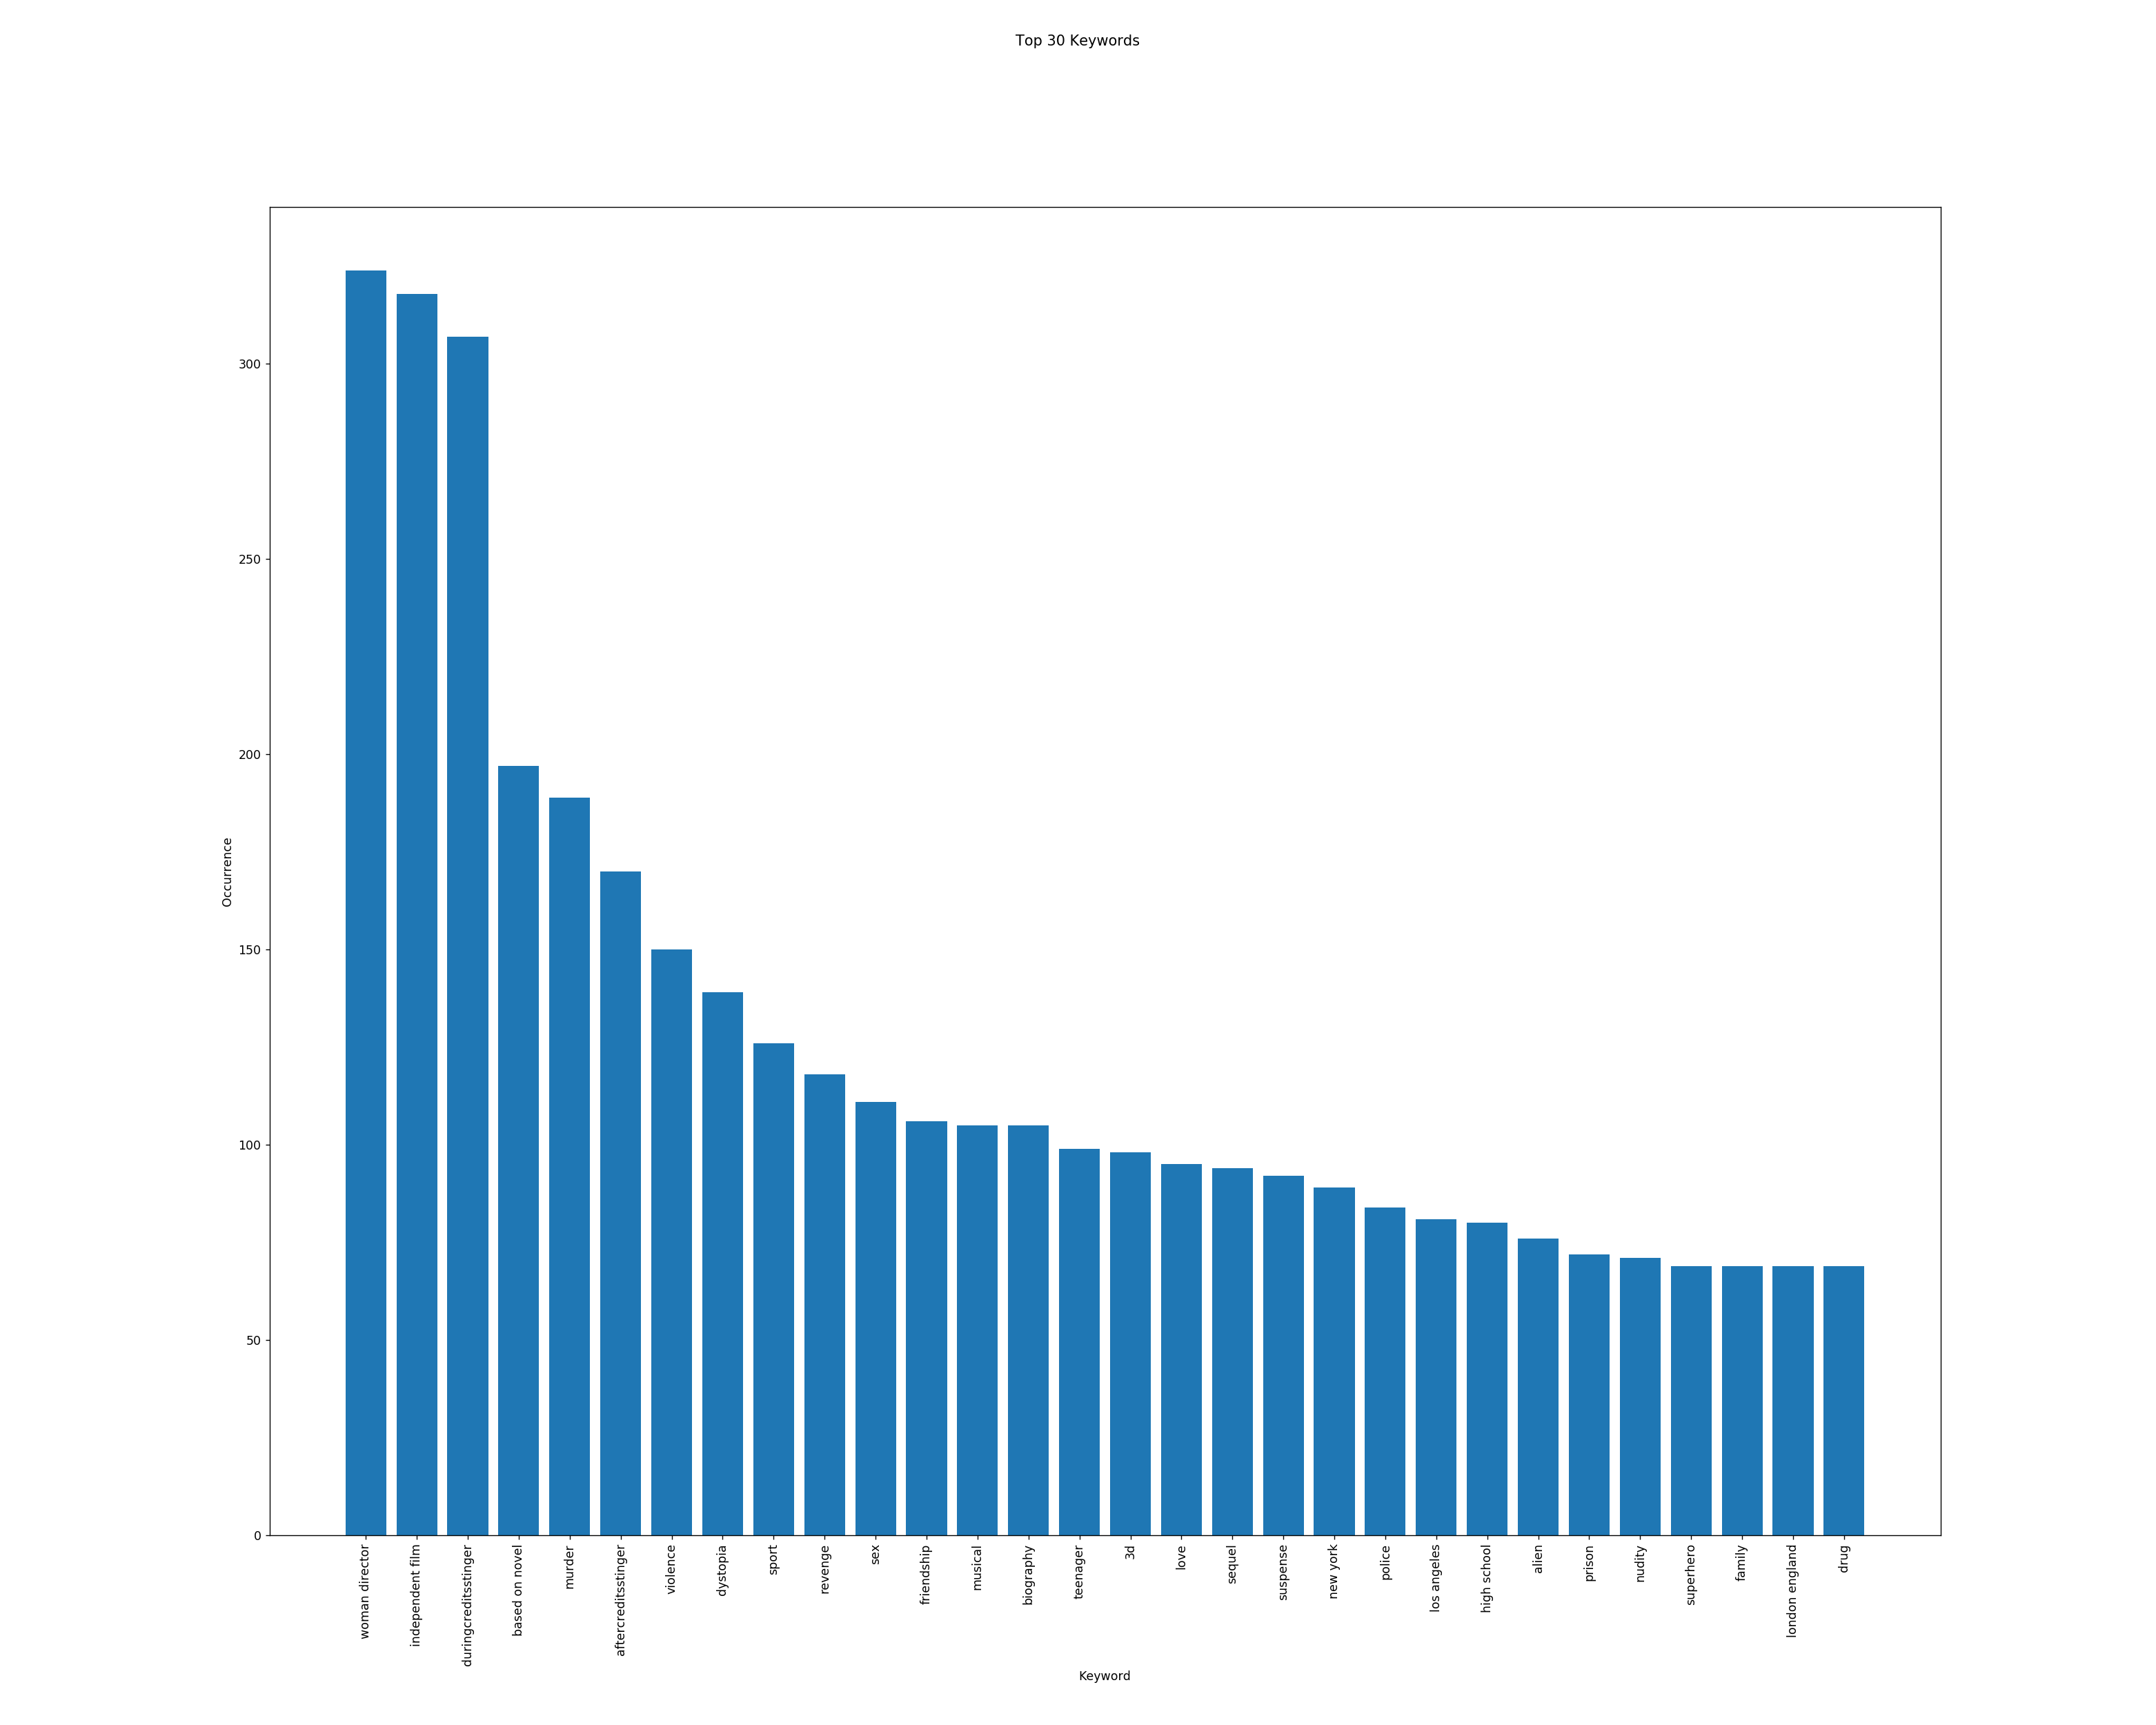 Top 30 Keywords
Occurrence
300
250
200
150
100
50
0
woman director
independent film
duringcreditsstinger
based on novel
murder
aftercreditsstinger
violence
dystopia
sport
revenge
sex
friendship
musical
biography
teenager
3d
love
sequel
suspense
new york
police
los angeles
high school
alien
prison
nudity
superhero
family
london england
drug
Keyword